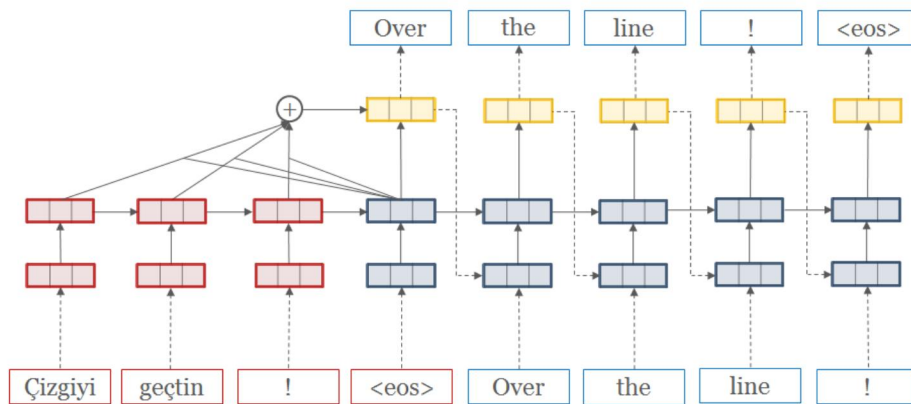 Over the line ! <eos>
+
Çizgiyi geçtin ! <eos> Over the line !